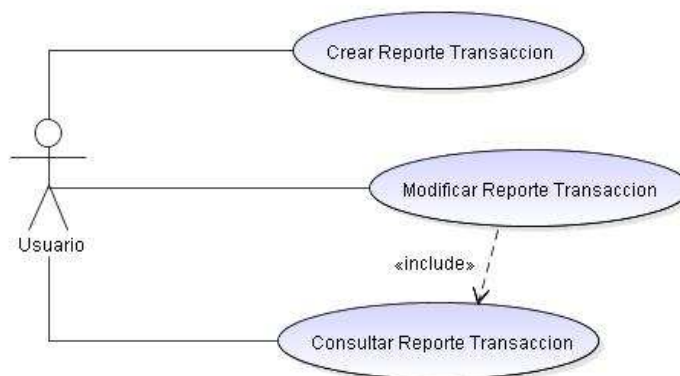 Crear Reporte Transaccion
Modificar Reporte Transaccion
Usuario
«include»
Consultar Reporte Transaccion